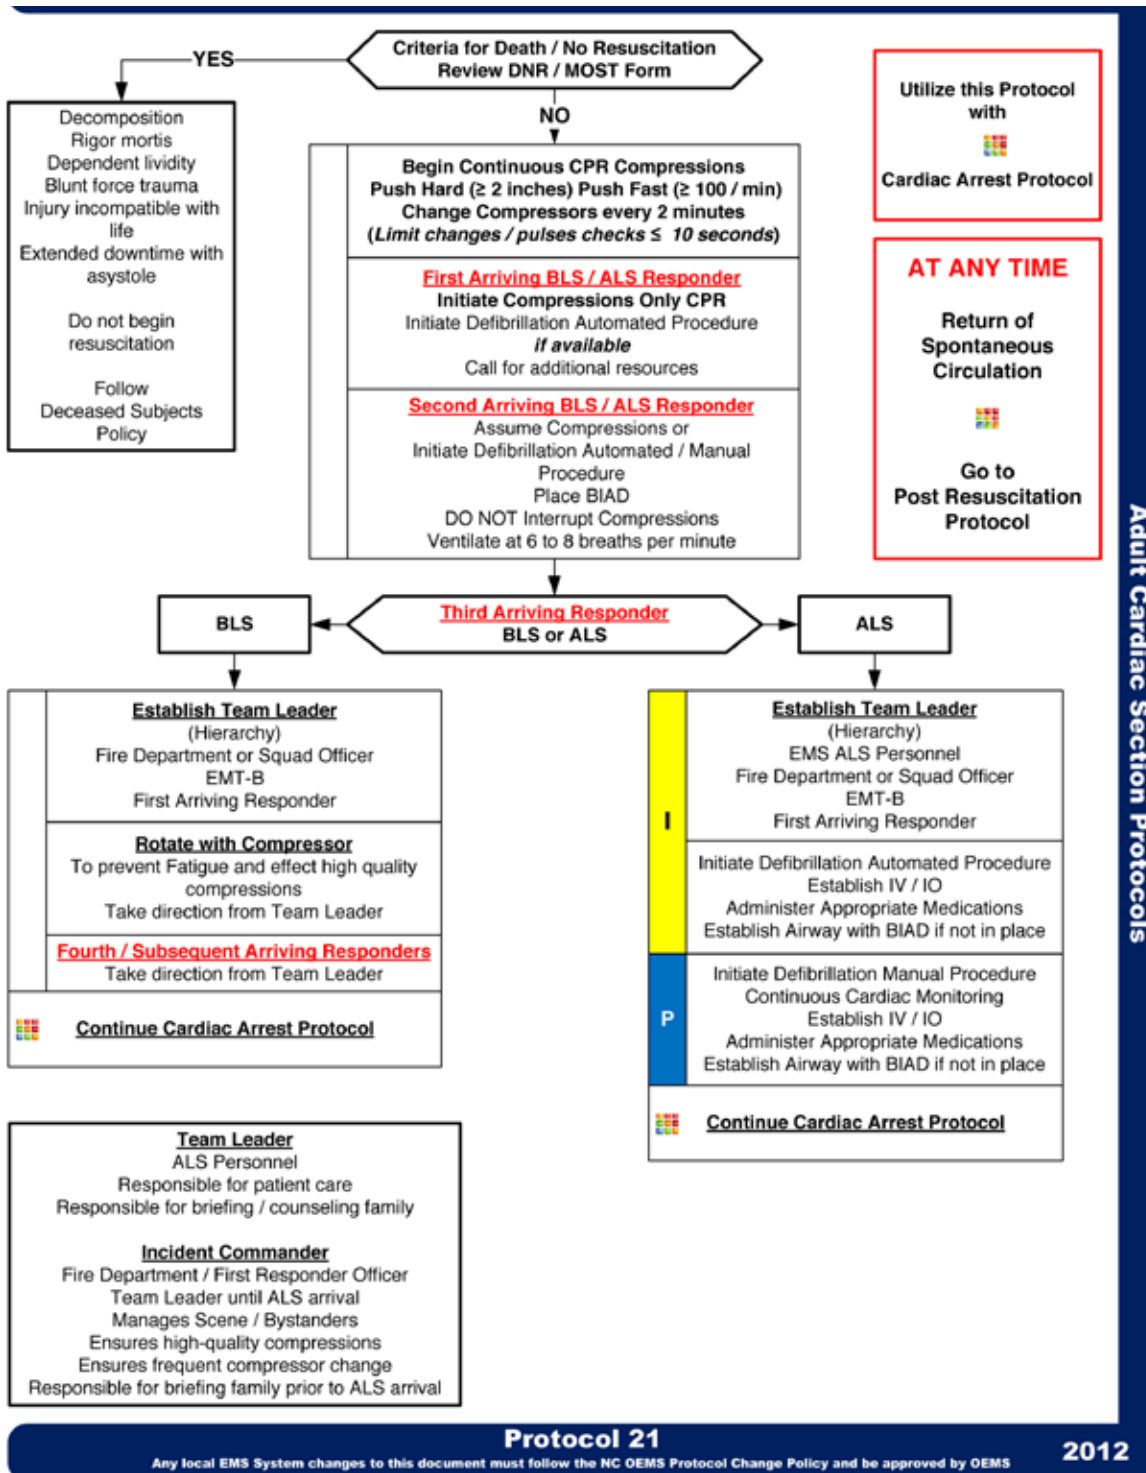 Criteria for Death / No Resuscitation
Review DNR / MOST Form
YES
NO
Decomposition
Rigor mortis
Dependent lividity
Blunt force trauma
Injury incompatible with
life
Extended downtime with
asystole
Do not begin
resuscitation
Follow
Deceased Subjects
Policy
Begin Continuous CPR Compressions
Push Hard (≥ 2 inches) Push Fast (≥ 100 / min)
Change Compressors every 2 minutes
(Limit changes / pulses checks ≤ 10 seconds)
First Arriving BLS / ALS Responder
Initiate Compressions Only CPR
Initiate Defibrillation Automated Procedure
if available
Call for additional resources
Second Arriving BLS / ALS Responder
Assume Compressions or
Initiate Defibrillation Automated / Manual
Procedure
Place BIAD
DO NOT Interrupt Compressions
Ventilate at 6 to 8 breaths per minute
Utilize this Protocol
with
Cardiac Arrest Protocol
AT ANY TIME
Return of
Spontaneous
Circulation
Go to
Post Resuscitation
Protocol
Third Arriving Responder
BLS or ALS
BLS
ALS
Establish Team Leader
(Hierarchy)
Fire Department or Squad Officer
EMT-B
First Arriving Responder
Rotate with Compressor
To prevent Fatigue and effect high quality
compressions
Take direction from Team Leader
Fourth / Subsequent Arriving Responders
Take direction from Team Leader
Continue Cardiac Arrest Protocol
I
Establish Team Leader
(Hierarchy)
EMS ALS Personnel
Fire Department or Squad Officer
EMT-B
First Arriving Responder
Initiate Defibrillation Automated Procedure
Establish IV / IO
Administer Appropriate Medications
Establish Airway with BIAD if not in place
P
Initiate Defibrillation Manual Procedure
Continuous Cardiac Monitoring
Establish IV / IO
Administer Appropriate Medications
Establish Airway with BIAD if not in place
Continue Cardiac Arrest Protocol
Team Leader
ALS Personnel
Responsible for patient care
Responsible for briefing / counseling family
Incident Commander
Fire Department / First Responder Officer
Team Leader until ALS arrival
Manages Scene / Bystanders
Ensures high-quality compressions
Ensures frequent compressor change
Responsible for briefing family prior to ALS arrival
Adult Cardiac Section Protocols
Protocol 21
Any local EMS System changes to this document must follow the NC OEMS Protocol Change Policy and be approved by OEMS
2012